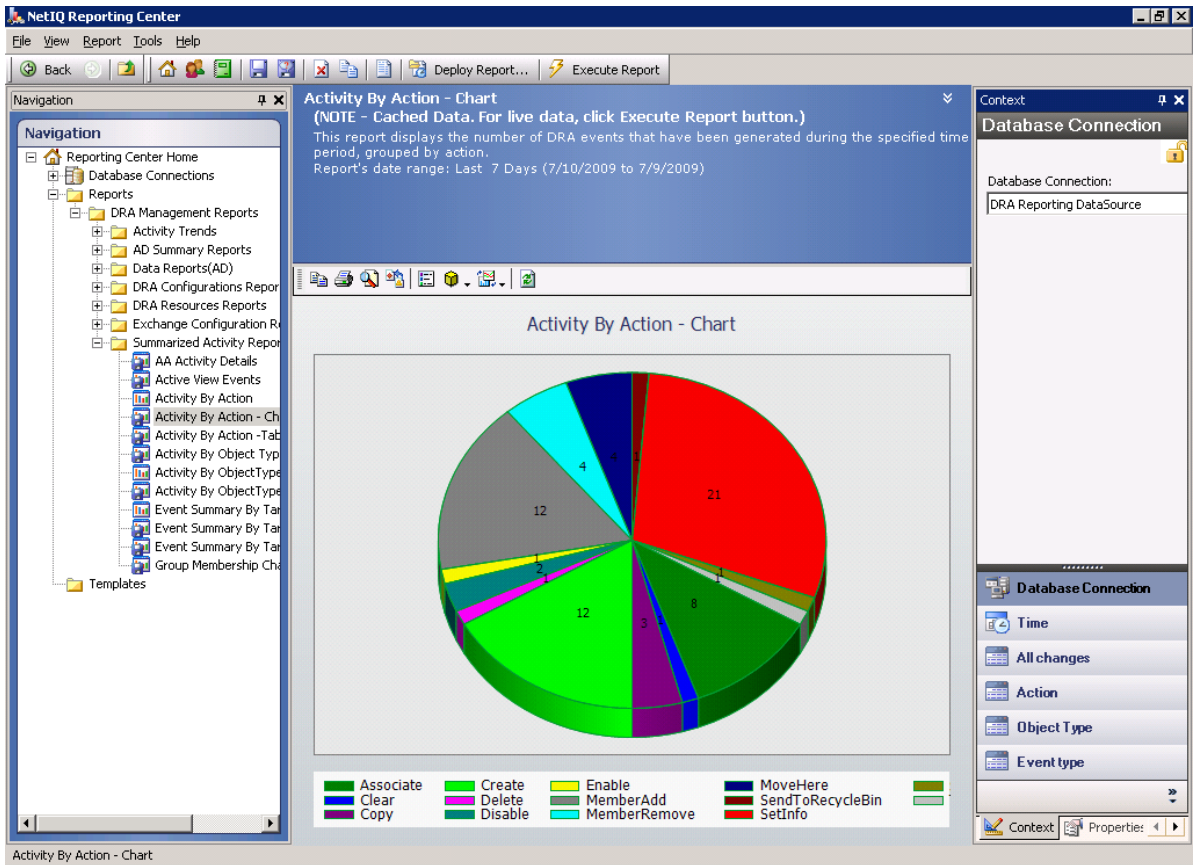 NetIQ Reporting Center
File View Report Tools Help
Back Deploy Report... Execute Report
Navigation
Navigation
Reporting Center Home
Database Connections
Reports
DRA Management Reports
Activity Trends
AD Summary Reports
Data Reports(AD)
DRA Configurations Repor
DRA Resources Reports
Exchange Configuration R
Summarized Activity Repor
AA Activity Details
Active View Events
Activity By Action
Activity By Action - Ch
Activity By Action -Tab
Activity By Object Typ
Activity By ObjectType
Activity By ObjectType
Event Summary By Tar
Event Summary By Tar
Event Summary By Tar
Group Membership Cha
Templates
Activity By Action - Chart
(NOTE - Cached Data. For live data, click Execute Report button.)
This report displays the number of DRA events that have been generated during the specified time
period, grouped by action.
Report's date range: Last 7 Days (7/10/2009 to 7/9/2009)
Activity By Action - Chart
4
4
1
21
12
1
2
1
1
1
12
3
8
Associate Create Enable MoveHere
Clear Delete MemberAdd SendToRecycleBin
Copy Disable MemberRemove SetInfo
Context
Database Connection
Database Connection:
DRA Reporting DataSource
Database Connection
Time
All changes
Action
Object Type
Event type
Context Properties
Activity By Action - Chart